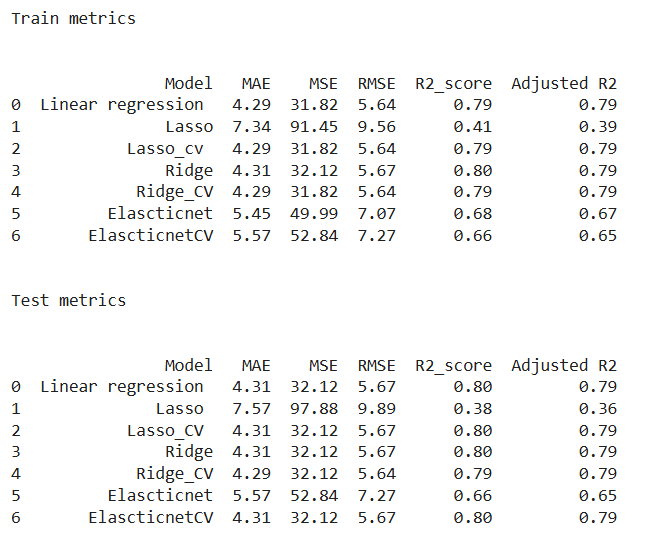 Train metrics
Model MAE MSE RMSE R2_score Adjusted R2
0 Linear regression 4.29 31.82 5.64 0.79 0.79
1 Lasso 7.34 91.45 9.56 0.41 0.39
2 Lasso_cv 4.29 31.82 5.64 0.79 0.79
3 Ridge 4.31 32.12 5.67 0.80 0.79
4 Ridge_CV 4.29 31.82 5.64 0.79 0.79
5 Elascticnet 5.45 49.99 7.07 0.68 0.67
6 ElascticnetCV 5.57 52.84 7.27 0.66 0.65
Test metrics
Model MAE MSE RMSE R2_score Adjusted R2
0 Linear regression 4.31 32.12 5.67 0.80 0.79
1 Lasso 7.57 97.88 9.89 0.38 0.36
2 Lasso_CV 4.31 32.12 5.67 0.80 0.79
3 Ridge 4.31 32.12 5.67 0.80 0.79
4 Ridge_CV 4.29 32.12 5.64 0.79 0.79
5 Elascticnet 5.57 52.84 7.27 0.66 0.65
6 ElascticnetCV 4.31 32.12 5.67 0.80 0.79